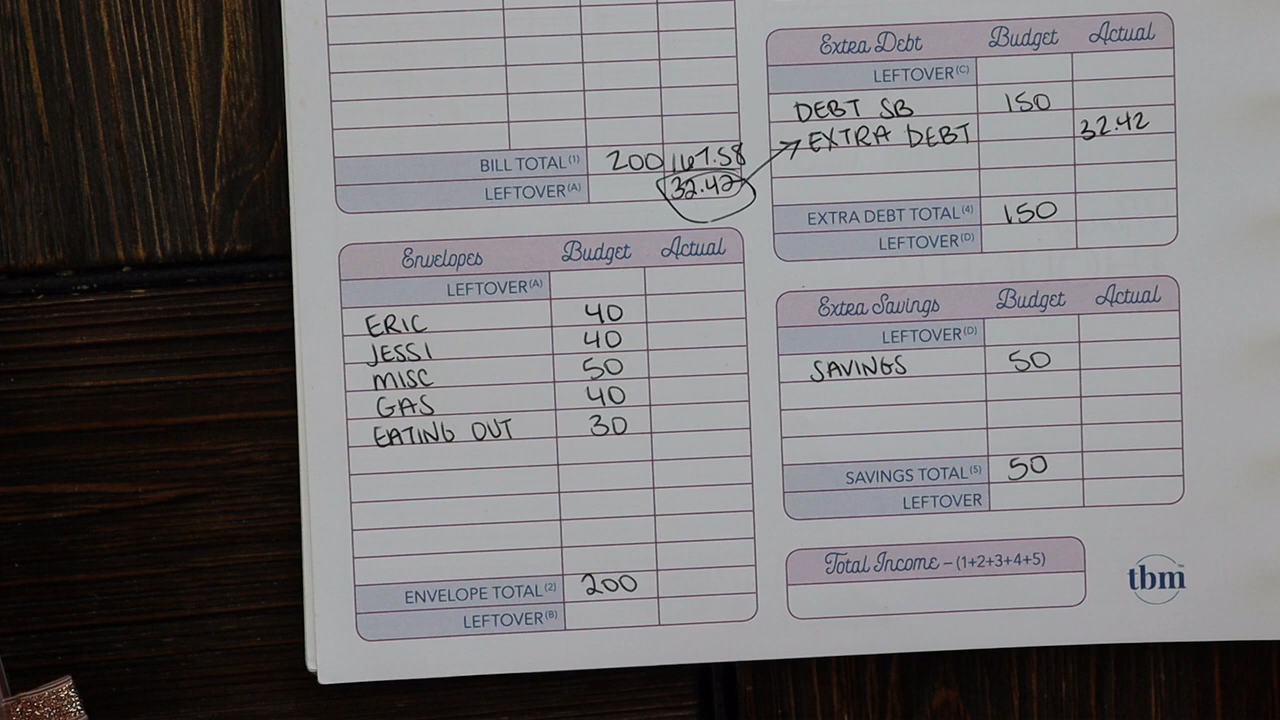 BILL TOTAL(1) 200 167.58
LEFTOVER(A) 32.42
Envelopes Budget Actual
LEFTOVER(A)
ERIC 40
JESSI 40
MISC 50
GAS 40
EATING OUT 30
ENVELOPE TOTAL(2) 200
LEFTOVER(B)
Extra Debt Budget Actual
LEFTOVER(C)
DEBT SB 150
EXTRA DEBT 32.42
EXTRA DEBT TOTAL(4) 150
LEFTOVER(D)
Extra Savings Budget Actual
LEFTOVER(D)
SAVINGS 50
SAVINGS TOTAL(5) 50
LEFTOVER
Total Income – (1+2+3+4+5)
tbm